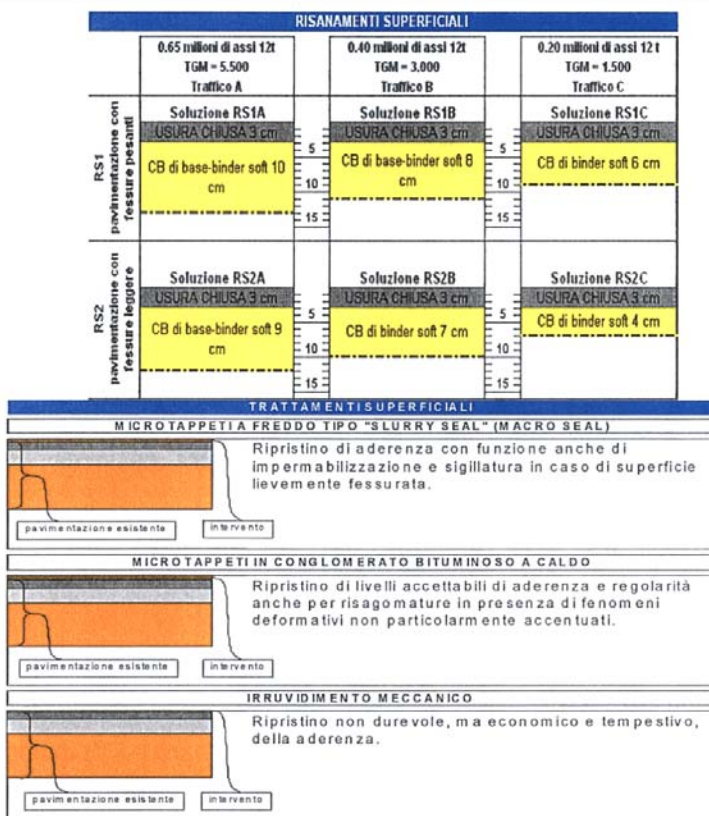 RISANAMENTI SUPERFICIALI
0.65 milioni di assi 12t
TGM = 5.500
Traffico A
0.40 milioni di assi 12t
TGM = 3.000
Traffico B
0.20 milioni di assi 12 t
TGM = 1.500
Traffico C
RS1
pavimentazione con
fessure pesanti
Soluzione RS1A
USURA CHIUSA 3 cm
CB di base-binder soft 10
cm
5
10
15
Soluzione RS1B
USURA CHIUSA 3 cm
CB di base-binder soft 8
cm
5
10
15
Soluzione RS1C
USURA CHIUSA 3 cm
CB di binder soft 6 cm
RS2
pavimentazione con
fessure leggere
Soluzione RS2A
USURA CHIUSA 3 cm
CB di base-binder soft 9
cm
5
10
15
Soluzione RS2B
USURA CHIUSA 3 cm
CB di binder soft 7 cm
5
10
15
Soluzione RS2C
USURA CHIUSA 3 cm
CB di binder soft 4 cm
TRATTAMENTI SUPERFICIALI
MICROTAPPETI A FREDDO TIPO "SLURRY SEAL" (MACRO SEAL)
Ripristino di aderenza con funzione anche di
impermabilizzazione e sigillatura in caso di superficie
lievemente fessurata.
pavimentazione esistente
intervento
MICROTAPPETI IN CONGLOMERATO BITUMINOSO A CALDO
Ripristino di livelli accettabili di aderenza e regolarità
anche per risagomature in presenza di fenomeni
deformativi non particolarmente accentuati.
pavimentazione esistente
intervento
IRRUVIDIMENTO MECCANICO
Ripristino non durevole, ma economico e tempestivo,
della aderenza.
pavimentazione esistente
intervento